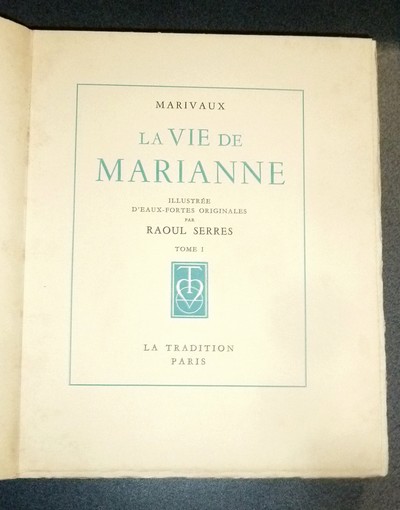 MARIVAUX
LA VIE DE
MARIANNE
ILLUSTRÉE
D'EAUX-FORTES ORIGINALES
PAR
RAOUL SERRES
TOME I
LA TRADITION
PARIS